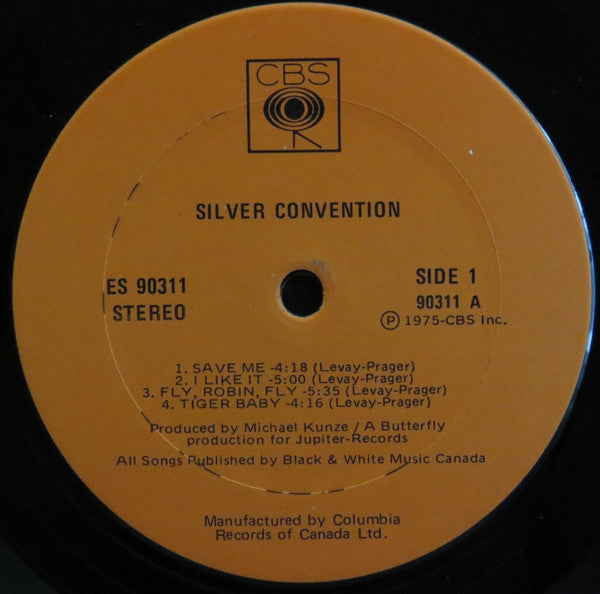 CBS
SILVER CONVENTION
ES 90311
STEREO
SIDE 1
90311 A
Ⓟ 1975-CBS Inc.
1. SAVE ME -4:18 (Levay-Prager)
2. I LIKE IT -5:00 (Levay-Prager)
3. FLY, ROBIN, FLY -5:35 (Levay-Prager)
4. TIGER BABY -4:16 (Levay-Prager)
Produced by Michael Kunze / A Butterfly
production for Jupiter-Records
All Songs Published by Black & White Music Canada
Manufactured by Columbia
Records of Canada Ltd.